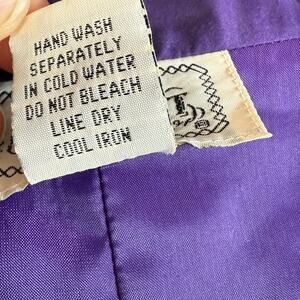 HAND WASH
SEPARATELY
IN COLD WATER
DO NOT BLEACH
LINE DRY
COOL IRON